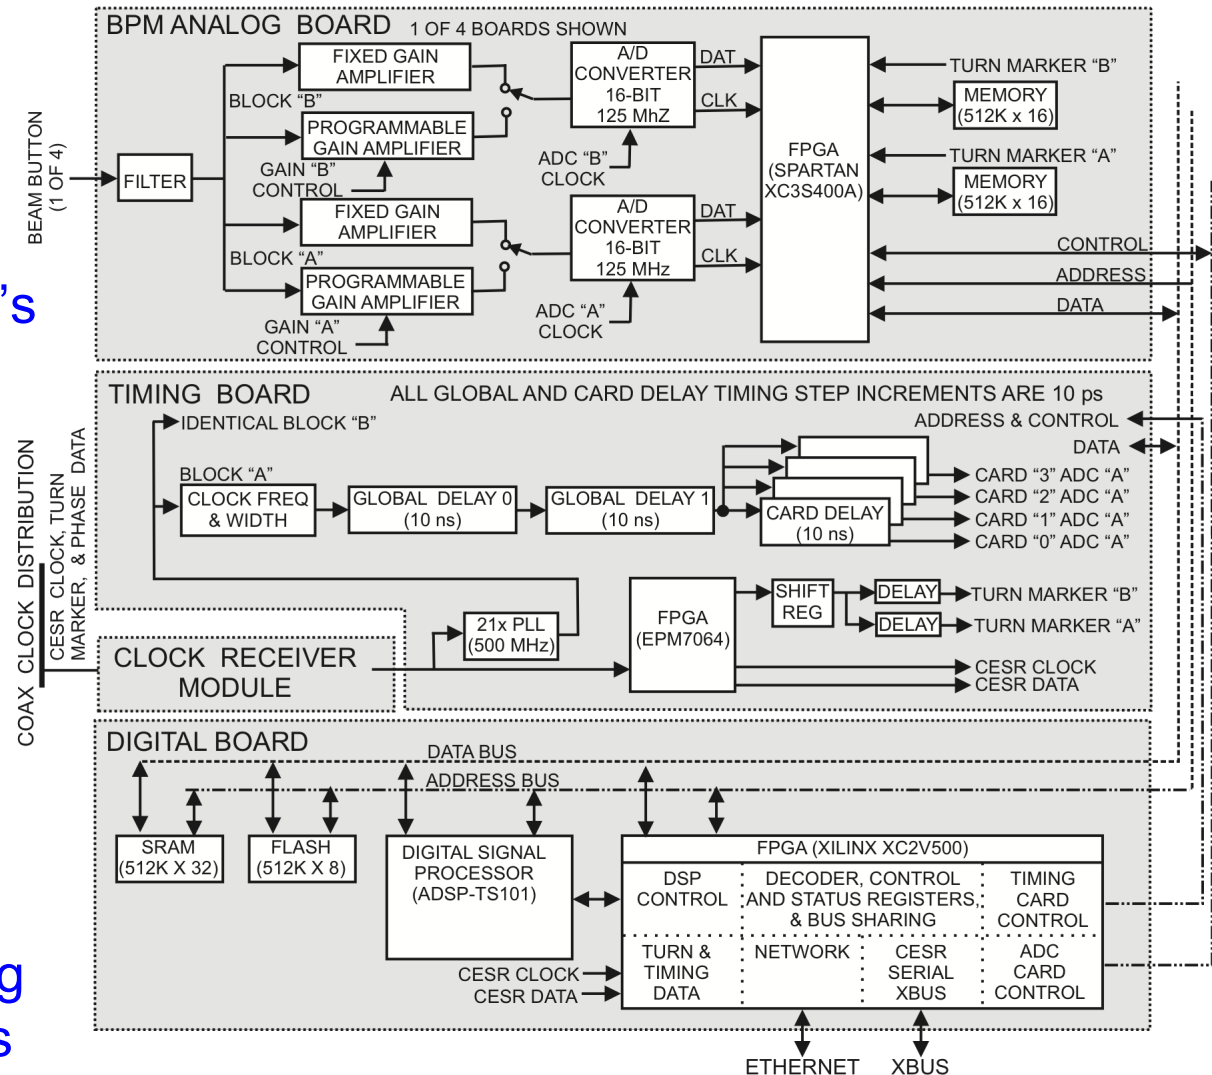 BPM ANALOG BOARD
1 OF 4 BOARDS SHOWN
BEAM BUTTON
(1 OF 4)
FILTER
FIXED GAIN
AMPLIFIER
BLOCK “B”
PROGRAMMABLE
GAIN AMPLIFIER
GAIN “B”
CONTROL
FIXED GAIN
AMPLIFIER
BLOCK “A”
PROGRAMMABLE
GAIN AMPLIFIER
GAIN “A”
CONTROL
A/D
CONVERTER
16-BIT
125 MhZ
DAT
CLK
ADC “B”
CLOCK
A/D
CONVERTER
16-BIT
125 MHz
DAT
CLK
ADC “A”
CLOCK
FPGA
(SPARTAN
XC3S400A)
TURN MARKER “B”
MEMORY
(512K x 16)
TURN MARKER “A”
MEMORY
(512K x 16)
CONTROL
ADDRESS
DATA
’s
TIMING BOARD
ALL GLOBAL AND CARD DELAY TIMING STEP INCREMENTS ARE 10 ps
IDENTICAL BLOCK “B”
ADDRESS & CONTROL
DATA
BLOCK “A”
CLOCK FREQ
& WIDTH
GLOBAL DELAY 0
(10 ns)
GLOBAL DELAY 1
(10 ns)
CARD DELAY
(10 ns)
CARD “3” ADC “A”
CARD “2” ADC “A”
CARD “1” ADC “A”
CARD “0” ADC “A”
COAX CLOCK DISTRIBUTION
CESR CLOCK, TURN
MARKER, & PHASE DATA
CLOCK RECEIVER
MODULE
21x PLL
(500 MHz)
FPGA
(EPM7064)
SHIFT
REG
DELAY
DELAY
TURN MARKER “B”
TURN MARKER “A”
CESR CLOCK
CESR DATA
DIGITAL BOARD
DATA BUS
ADDRESS BUS
SRAM
(512K X 32)
FLASH
(512K X 8)
DIGITAL SIGNAL
PROCESSOR
(ADSP-TS101)
FPGA (XILINX XC2V500)
DSP
CONTROL
DECODER, CONTROL
AND STATUS REGISTERS,
& BUS SHARING
TIMING
CARD
CONTROL
TURN &
TIMING
DATA
NETWORK
CESR
SERIAL
XBUS
ADC
CARD
CONTROL
CESR CLOCK
CESR DATA
ETHERNET
XBUS
g
s